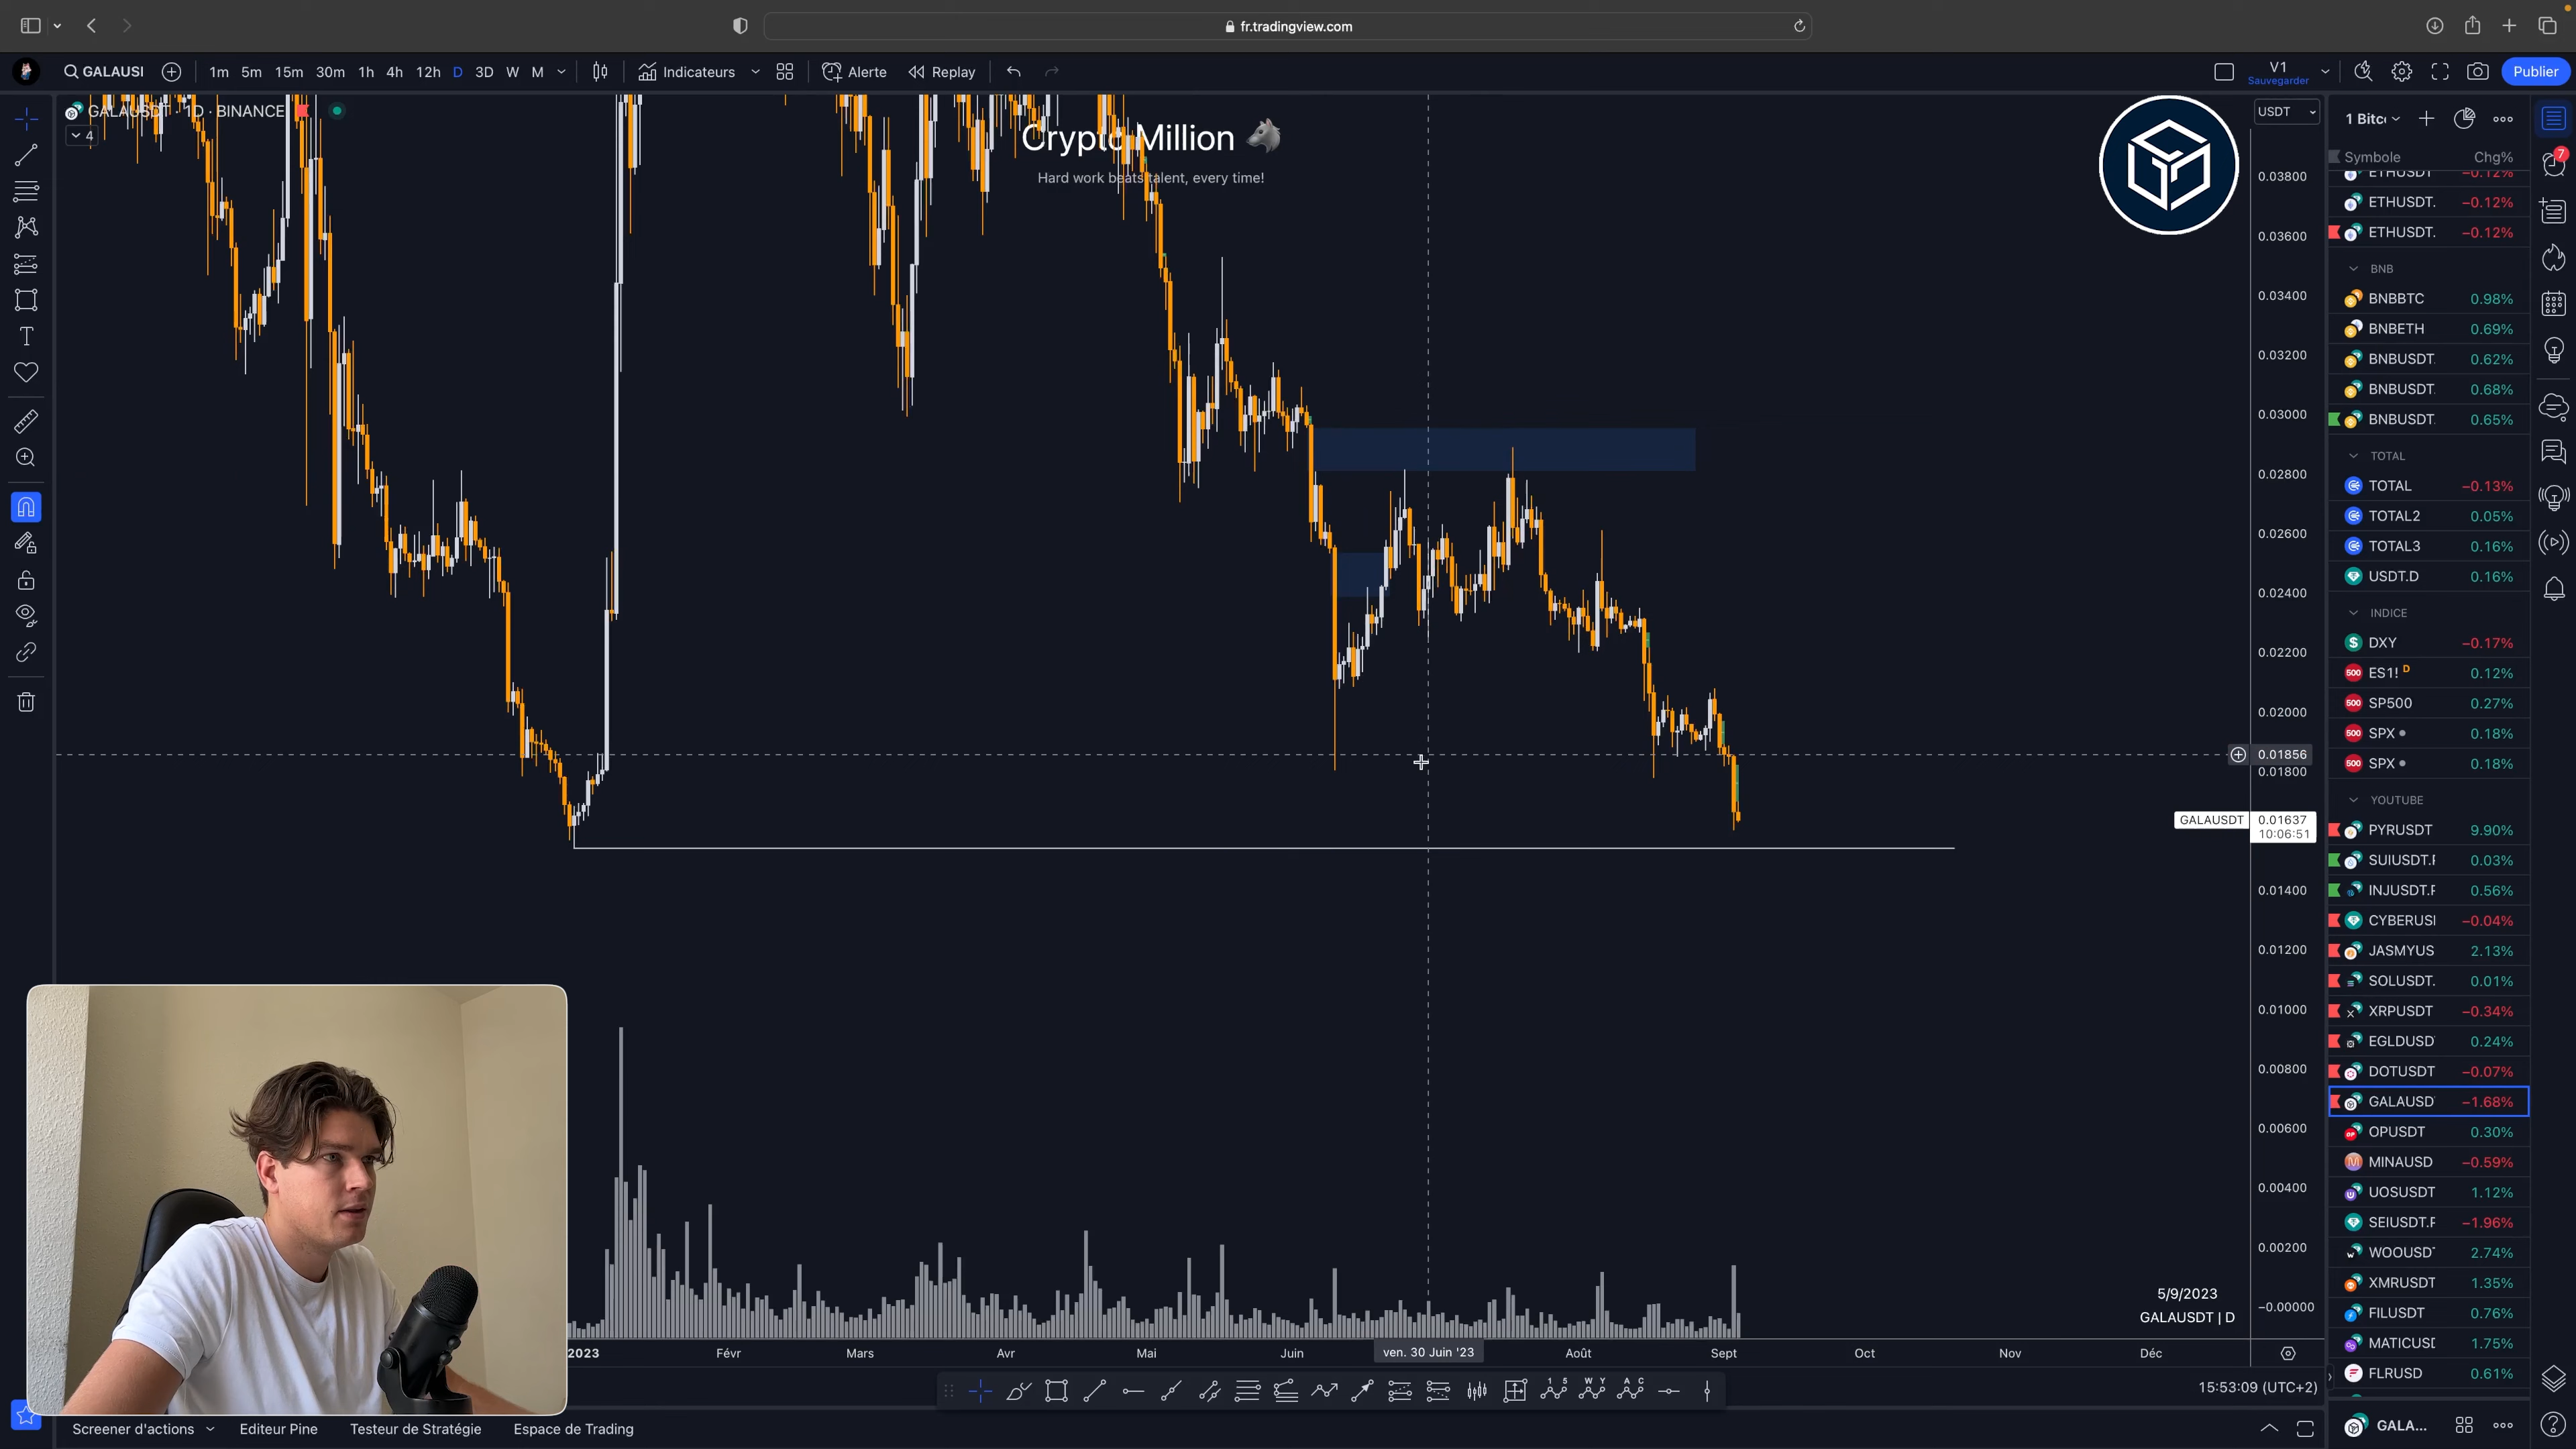 fr.tradingview.com
GALAUSI
1m 5m 15m 30m 1h 4h 12h D 3D W M
Indicateurs
Alerte
Replay
V1
Sauvegarder
Publier
GALAUSDT · 1D · BINANCE
4
Crypto Million
Hard work beats talent, every time!
USDT
0.03800
0.03600
0.03400
0.03200
0.03000
0.02800
0.02600
0.02400
0.02200
0.02000
0.01856
0.01800
GALAUSDT 0.01637
10:06:51
0.01400
0.01200
0.01000
0.00800
0.00600
0.00400
0.00200
−0.00000
5/9/2023
GALAUSDT | D
2023 Févr Mars Avr Mai Juin ven. 30 Juin '23 Août Sept Oct Nov Déc
15:53:09 (UTC+2)
Screener d'actions
Editeur Pine
Testeur de Stratégie
Espace de Trading
1 Bitc
7
Symbole Chg%
ETHUSDT −0.12%
ETHUSDT. −0.12%
ETHUSDT. −0.12%
BNB
BNBBTC 0.98%
BNBETH 0.69%
BNBUSDT 0.62%
BNBUSDT 0.68%
BNBUSDT 0.65%
TOTAL
TOTAL −0.13%
TOTAL2 0.05%
TOTAL3 0.16%
USDT.D 0.16%
INDICE
DXY −0.17%
ES1! D 0.12%
SP500 0.27%
SPX 0.18%
SPX 0.18%
YOUTUBE
PYRUSDT 9.90%
SUIUSDT.F 0.03%
INJUSDT.F 0.56%
CYBERUSI −0.04%
JASMYUS 2.13%
SOLUSDT. 0.01%
XRPUSDT −0.34%
EGLDUSD 0.24%
DOTUSDT −0.07%
GALAUSD −1.68%
OPUSDT 0.30%
MINAUSD −0.59%
UOSUSDT 1.12%
SEIUSDT.F −1.96%
WOOUSD 2.74%
XMRUSDT 1.35%
FILUSDT 0.76%
MATICUSD 1.75%
FLRUSD 0.61%
GALA...